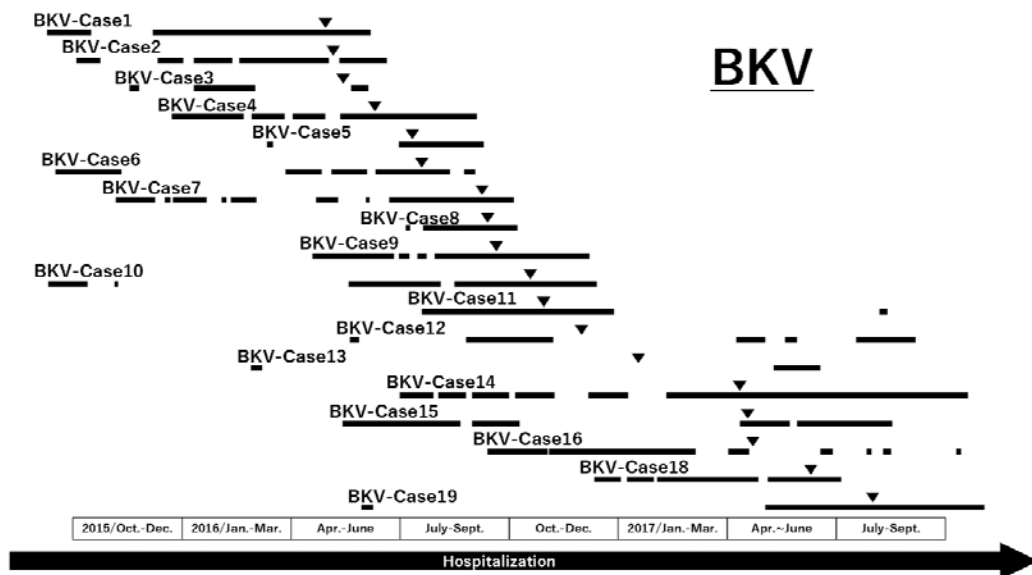 BKV-Case1
BKV-Case2
BKV
BKV-Case3
BKV-Case4
BKV-Case5
BKV-Case6
BKV-Case7
BKV-Case8
BKV-Case9
BKV-Case10
BKV-Case11
BKV-Case12
BKV-Case13
BKV-Case14
BKV-Case15
BKV-Case16
BKV-Case18
BKV-Case19
2015/Oct.-Dec. 2016/Jan.-Mar. Apr.-June July-Sept. Oct.-Dec. 2017/Jan.-Mar. Apr.~June July-Sept.
Hospitalization